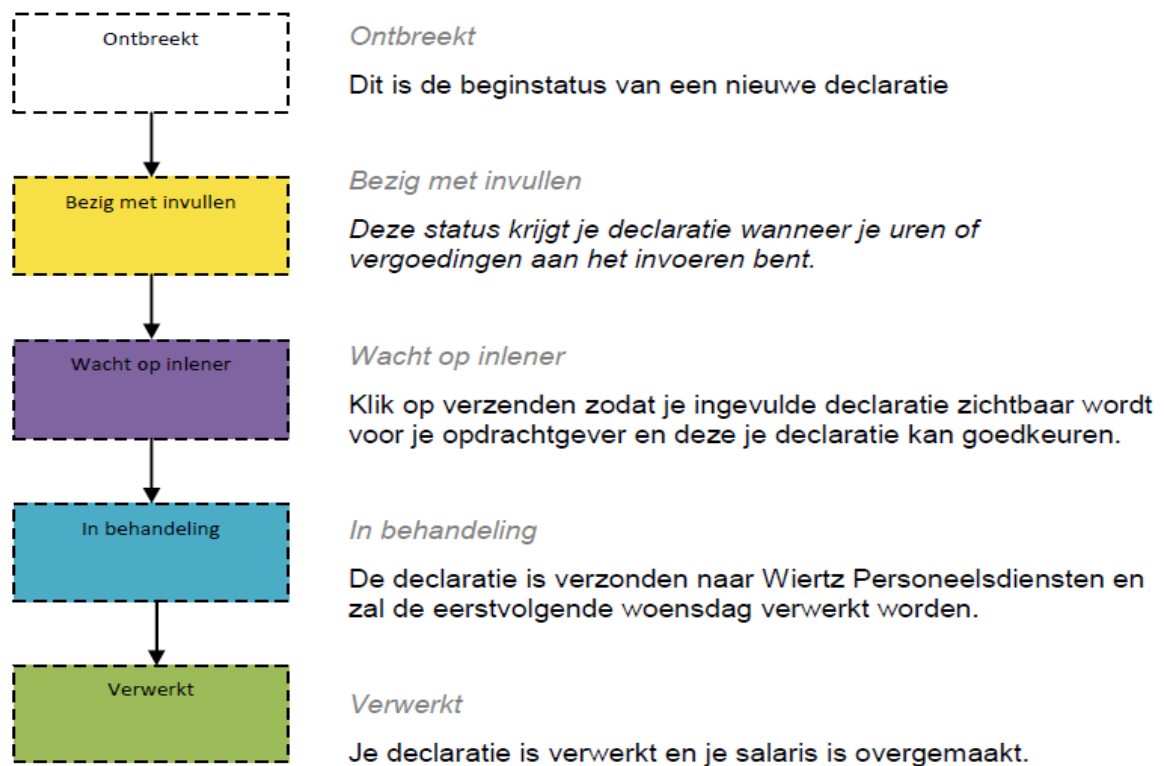 Ontbreekt
Ontbreekt
Dit is de beginstatus van een nieuwe declaratie
Bezig met invullen
Bezig met invullen
Deze status krijgt je declaratie wanneer je uren of
vergoedingen aan het invoeren bent.
Wacht op inlener
Wacht op inlener
Klik op verzenden zodat je ingevulde declaratie zichtbaar wordt
voor je opdrachtgever en deze je declaratie kan goedkeuren.
In behandeling
In behandeling
De declaratie is verzonden naar Wiertz Personeelsdiensten en
zal de eerstvolgende woensdag verwerkt worden.
Verwerkt
Verwerkt
Je declaratie is verwerkt en je salaris is overgemaakt.